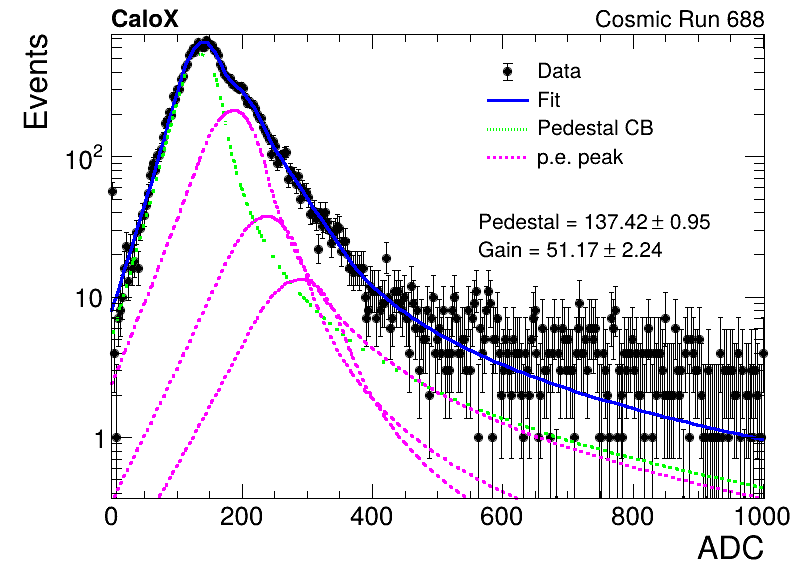 CaloX Cosmic Run 688
Events
Data
Fit
Pedestal CB
p.e. peak
Pedestal = 137.42 ± 0.95
Gain = 51.17 ± 2.24
10²
10
1
0 200 400 600 800 1000
ADC